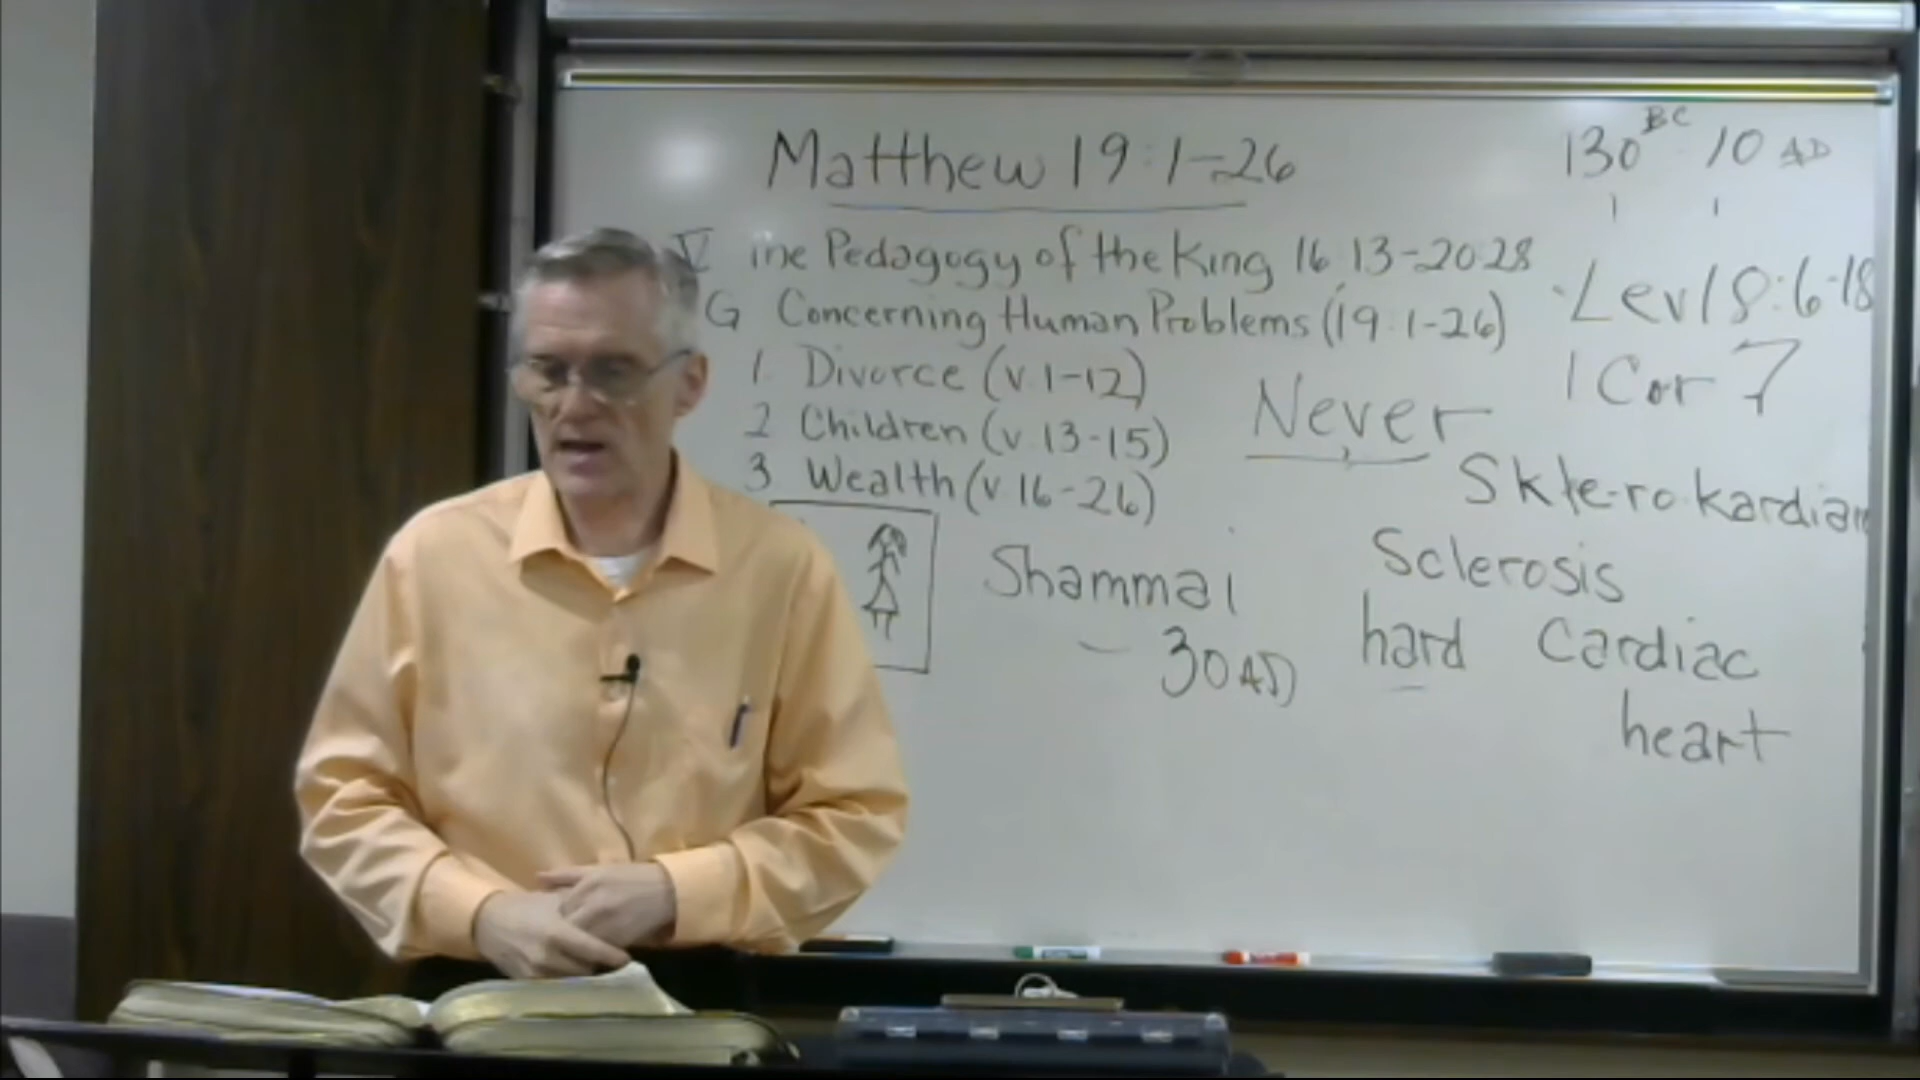 Matthew 19:1-26
130 BC 10 AD
V The Pedagogy of the King 16 13-20 28
G Concerning Human Problems (19:1-26)
Lev 18:6-18
1 Divorce (v. 1-12)
1 Cor 7
2 Children (v. 13-15)
Never
3 Wealth (v 16-26)
Skle-ro-kardian
Shammai
30 AD
Sclerosis
hard cardiac
heart